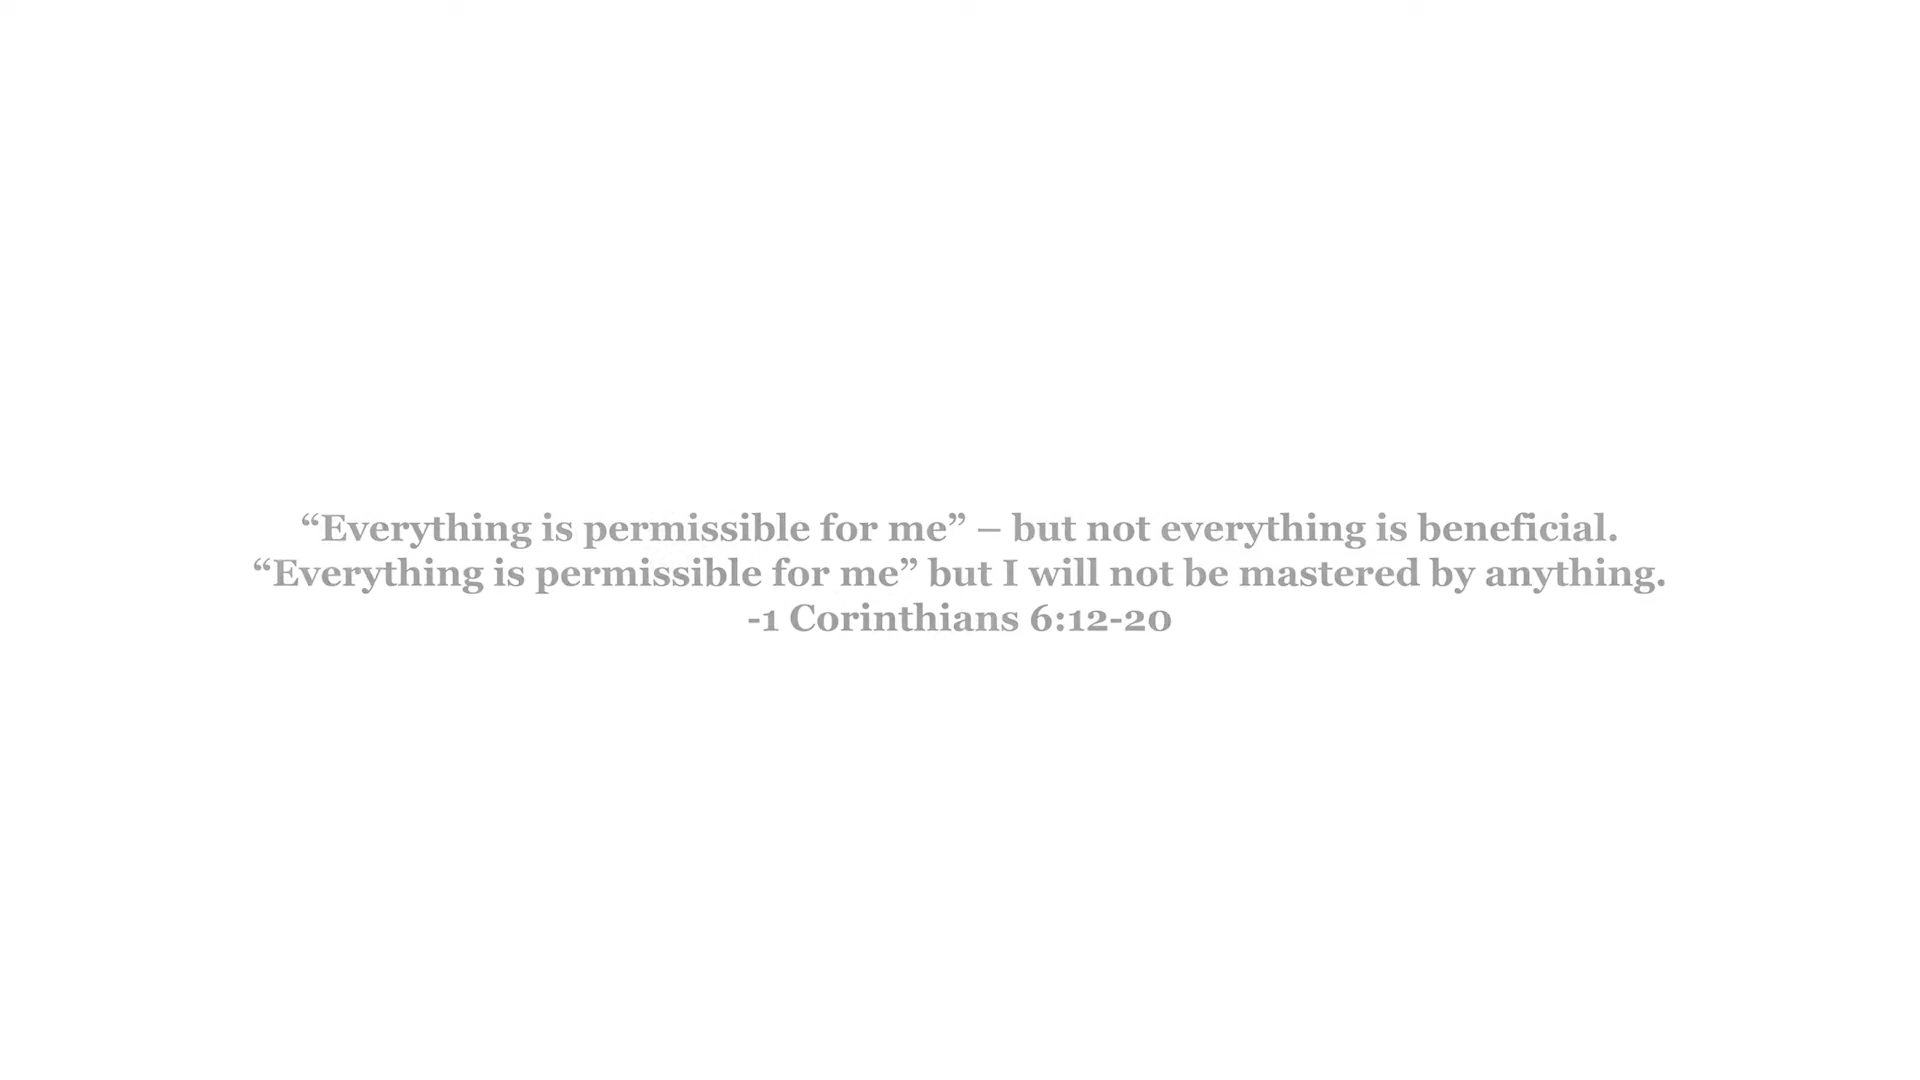 “Everything is permissible for me” – but not everything is beneficial.
“Everything is permissible for me” but I will not be mastered by anything.
-1 Corinthians 6:12-20